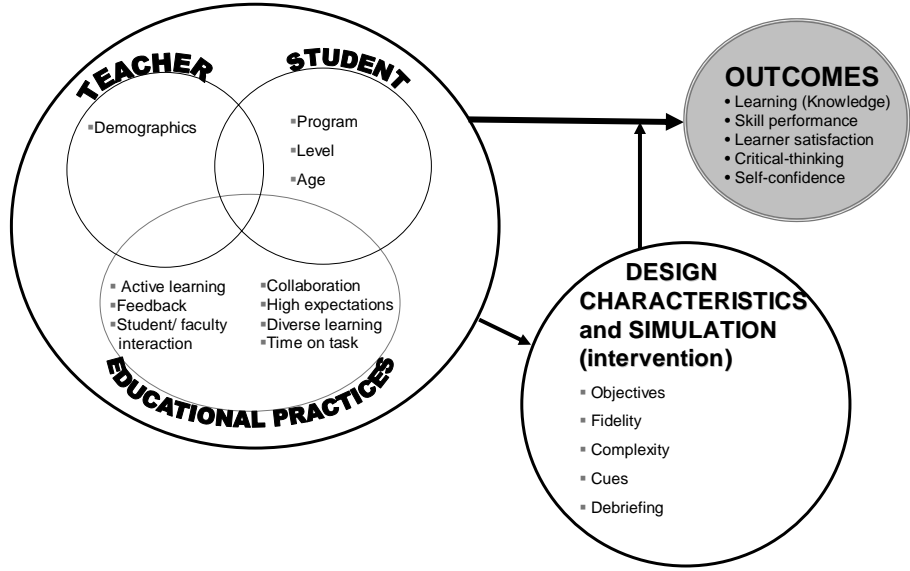 TEACHER
STUDENT
▪Demographics
▪Program
▪Level
▪Age
▪ Active learning
▪Feedback
▪Student/ faculty
interaction
▪Collaboration
▪High expectations
▪Diverse learning
▪Time on task
EDUCATIONAL PRACTICES
OUTCOMES
• Learning (Knowledge)
• Skill performance
• Learner satisfaction
• Critical-thinking
• Self-confidence
DESIGN
CHARACTERISTICS
and SIMULATION
(intervention)
▪ Objectives
▪ Fidelity
▪ Complexity
▪ Cues
▪ Debriefing